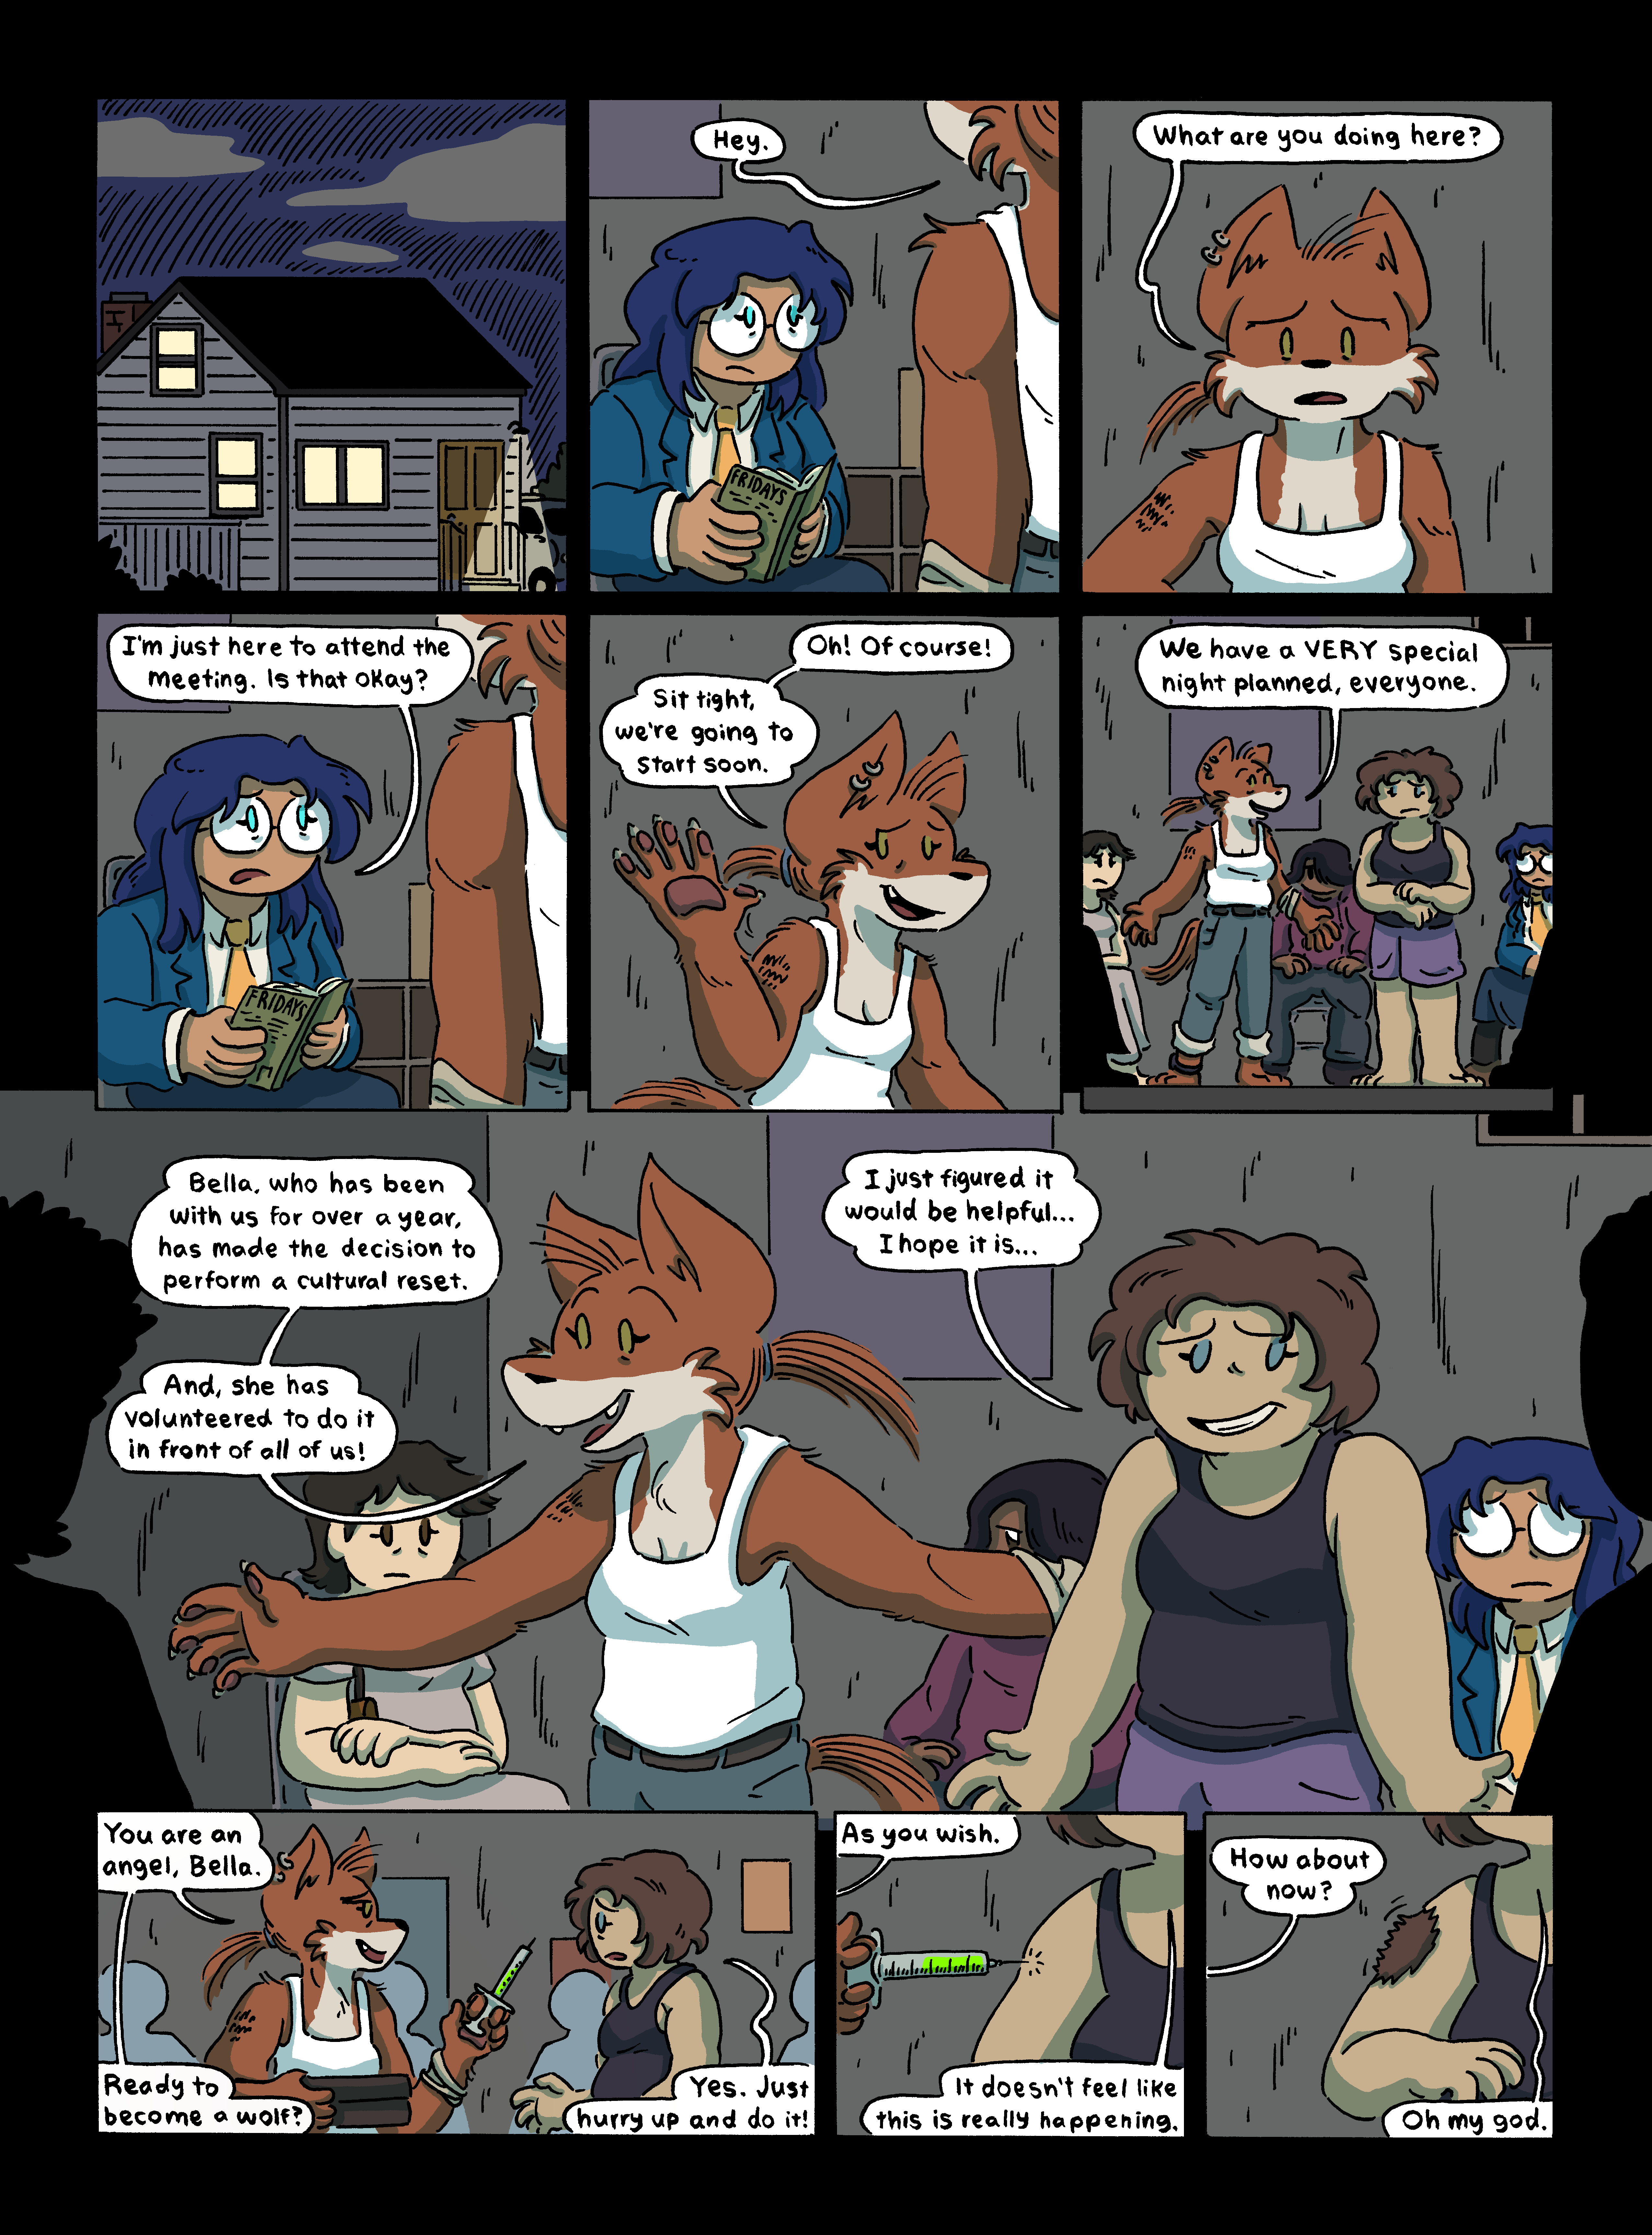 Hey.
FRIDAYS
What are you doing here?
I'm just here to attend the
meeting. Is that okay?
FRIDAYS
Oh! Of course!
Sit tight,
we're going to
start soon.
We have a VERY special
night planned, everyone.
Bella, who has been
with us for over a year,
has made the decision to
perform a cultural reset.
And, she has
volunteered to do it
in front of all of us!
I just figured it
would be helpful...
I hope it is...
You are an
angel, Bella.
Ready to
become a wolf?
Yes. Just
hurry up and do it!
As you wish.
It doesn't feel like
this is really happening.
How about
now?
Oh my god.